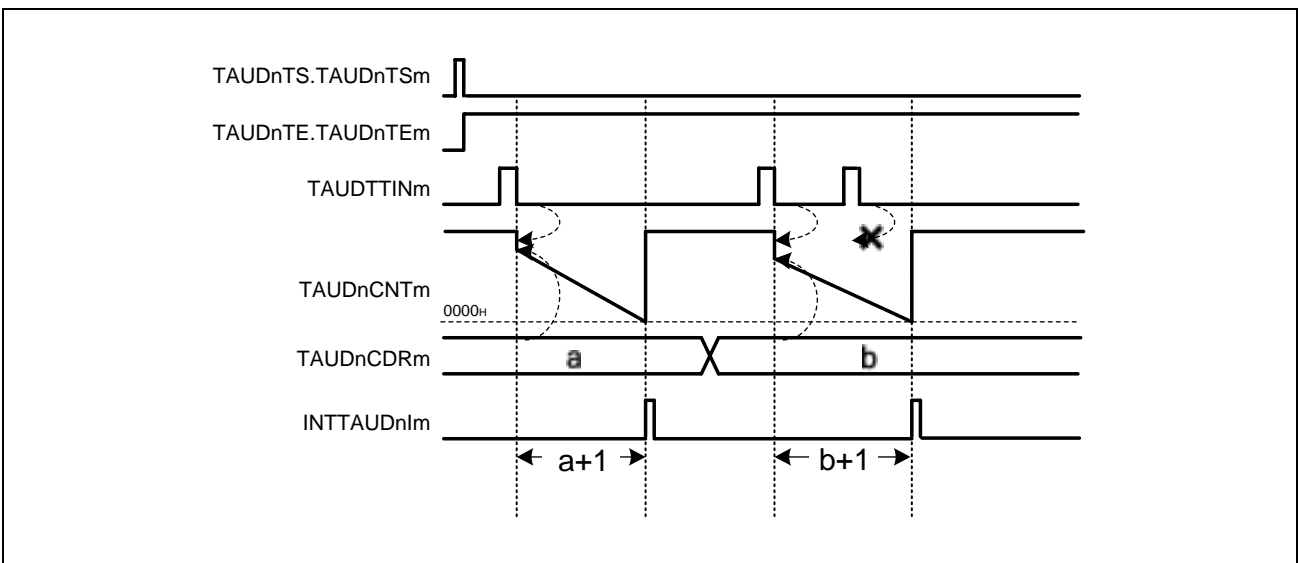 TAUDnTS.TAUDnTSm
TAUDnTE.TAUDnTEm
TAUDTTINm
TAUDnCNTm
0000H
TAUDnCDRm
a
b
INTTAUDnIm
a+1
b+1